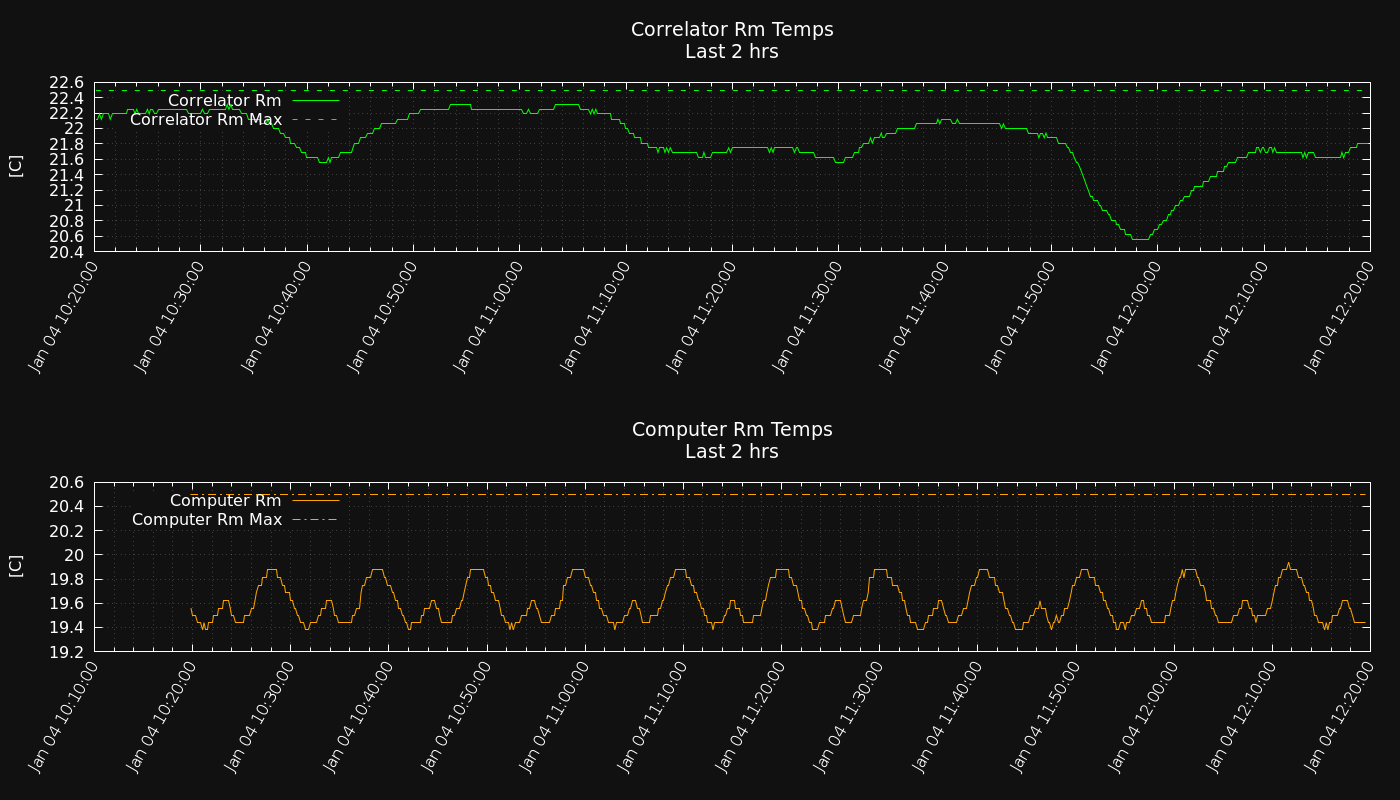 Correlator Rm Temps
Last 2 hrs
22.6
22.4
22.2
22
21.8
21.6
21.4
21.2
21
20.8
20.6
20.4
[C]
Correlator Rm
Correlator Rm Max
Jan 04 10:20:00
Jan 04 10:30:00
Jan 04 10:40:00
Jan 04 10:50:00
Jan 04 11:00:00
Jan 04 11:10:00
Jan 04 11:20:00
Jan 04 11:30:00
Jan 04 11:40:00
Jan 04 11:50:00
Jan 04 12:00:00
Jan 04 12:10:00
Jan 04 12:20:00
Computer Rm Temps
Last 2 hrs
20.6
20.4
20.2
20
19.8
19.6
19.4
19.2
[C]
Computer Rm
Computer Rm Max
Jan 04 10:10:00
Jan 04 10:20:00
Jan 04 10:30:00
Jan 04 10:40:00
Jan 04 10:50:00
Jan 04 11:00:00
Jan 04 11:10:00
Jan 04 11:20:00
Jan 04 11:30:00
Jan 04 11:40:00
Jan 04 11:50:00
Jan 04 12:00:00
Jan 04 12:10:00
Jan 04 12:20:00